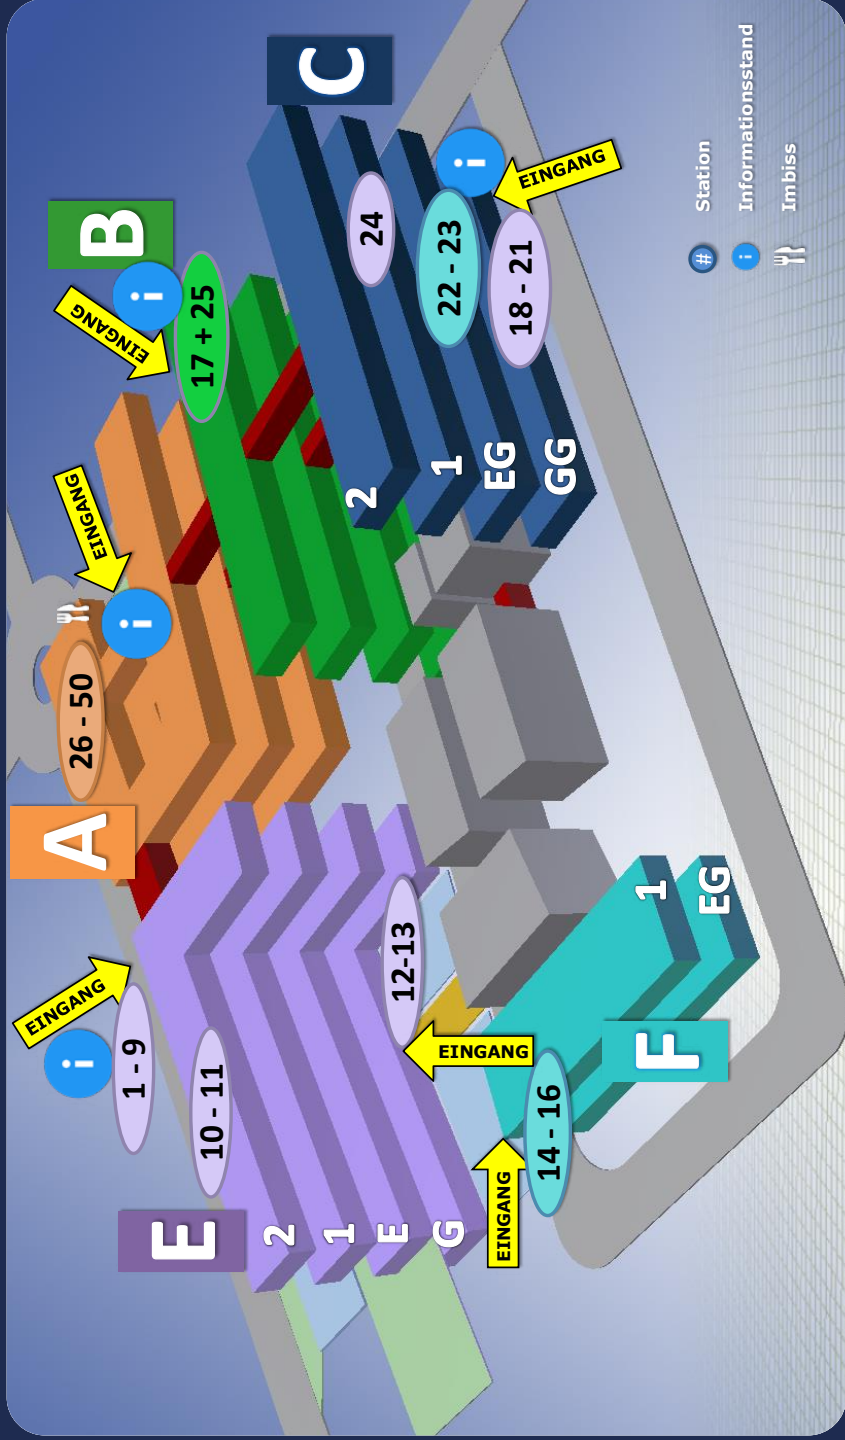 E
EINGANG
1 - 9
10 - 11
2
1
E
G
12-13
EINGANG
A
26 - 50
EINGANG
B
EINGANG
17 + 25
C
24
22 - 23
18 - 21
EINGANG
2
1
EG
GG
EINGANG
14 - 16
F
1
EG
# Station
i Informationsstand
Imbiss